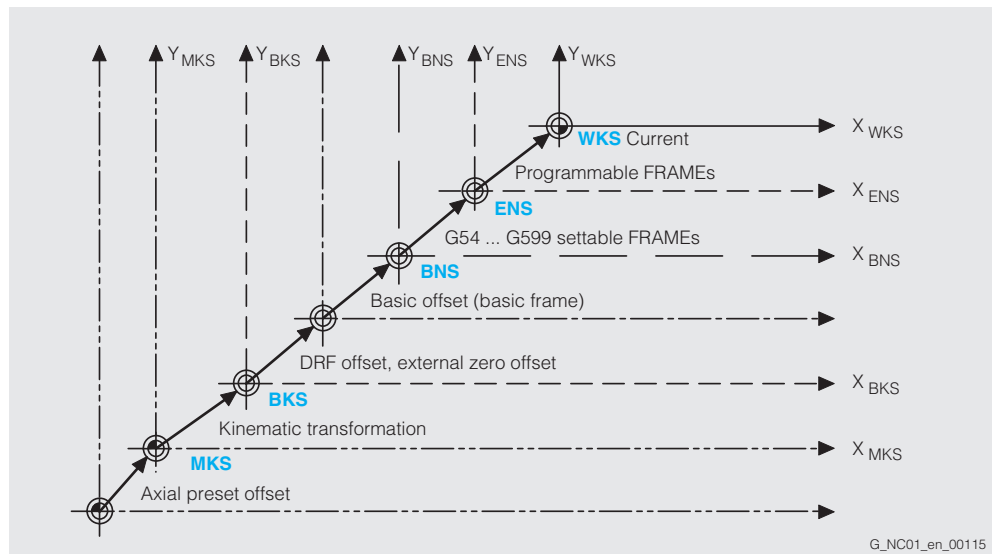 Y MKS
Y BKS
Y BNS
Y ENS
Y WKS
WKS Current
X WKS
Programmable FRAMEs
X ENS
ENS
G54 ... G599 settable FRAMEs
X BNS
BNS
Basic offset (basic frame)
DRF offset, external zero offset
X BKS
BKS
Kinematic transformation
X MKS
MKS
Axial preset offset
G_NC01_en_00115